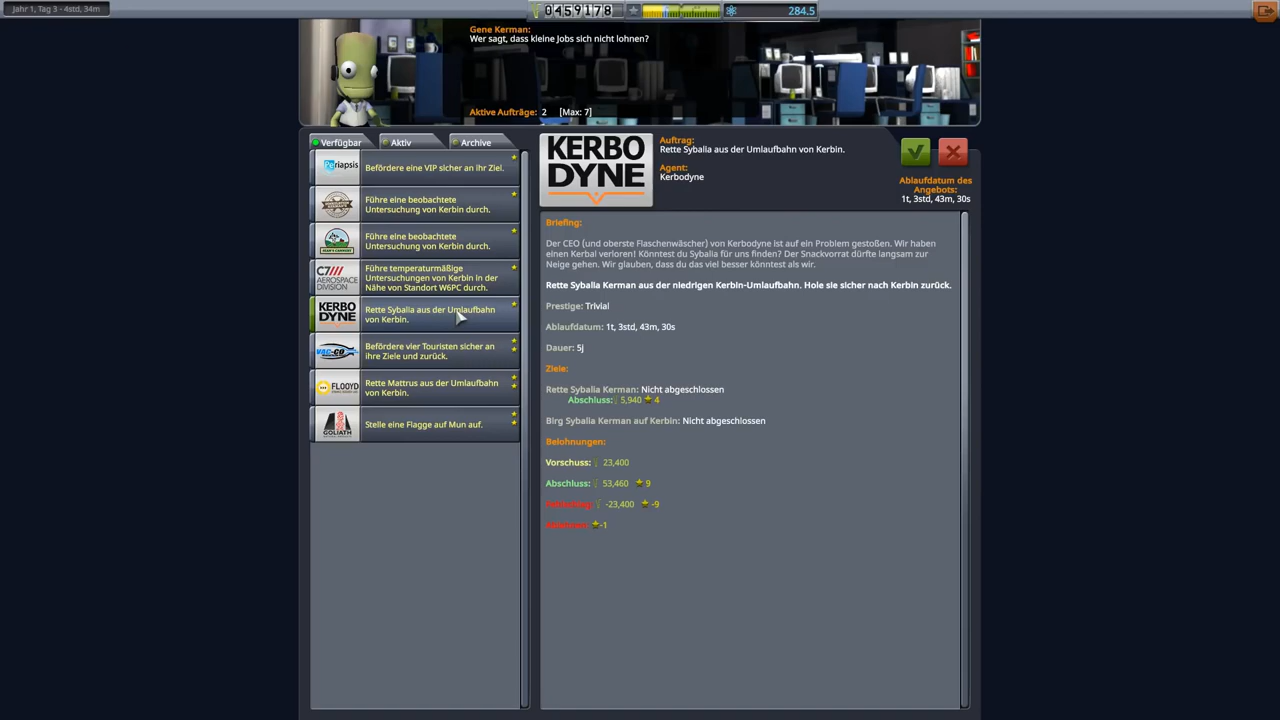 Jahr 1, Tag 3 - 4std, 34m
0459178
284.5
Gene Kerman:
Wer sagt, dass kleine Jobs sich nicht lohnen?
Aktive Aufträge: 2 [Max: 7]
Verfügbar
Aktiv
Archive
Periapsis
Befördere eine VIP sicher an ihr Ziel.
Führe eine beobachtete
Untersuchung von Kerbin durch.
Führe eine beobachtete
Untersuchung von Kerbin durch.
C7
AEROSPACE
DIVISION
Führe temperaturmäßige
Untersuchungen von Kerbin in der
Nähe von Standort W6PC durch.
KERBO
DYNE
Rette Sybalia aus der Umlaufbahn
von Kerbin.
VAC-CO
Befördere vier Touristen sicher an
ihre Ziele und zurück.
FLOOYD
Rette Mattrus aus der Umlaufbahn
von Kerbin.
GOLIATH
Stelle eine Flagge auf Mun auf.
KERBO
DYNE
Auftrag:
Rette Sybalia aus der Umlaufbahn von Kerbin.
Agent:
Kerbodyne
Ablaufdatum des
Angebots:
1t, 3std, 43m, 30s
Briefing:
Der CEO (und oberste Flaschenwäscher) von Kerbodyne ist auf ein Problem gestoßen. Wir haben
einen Kerbal verloren! Könntest du Sybalia für uns finden? Der Snackvorrat dürfte langsam zur
Neige gehen. Wir glauben, dass du das viel besser könntest als wir.
Rette Sybalia Kerman aus der niedrigen Kerbin-Umlaufbahn. Hole sie sicher nach Kerbin zurück.
Prestige: Trivial
Ablaufdatum: 1t, 3std, 43m, 30s
Dauer: 5j
Ziele:
Rette Sybalia Kerman: Nicht abgeschlossen
Abschluss: 5,940 4
Birg Sybalia Kerman auf Kerbin: Nicht abgeschlossen
Belohnungen:
Vorschuss: 23,400
Abschluss: 53,460 9
-23,400 -9
-1